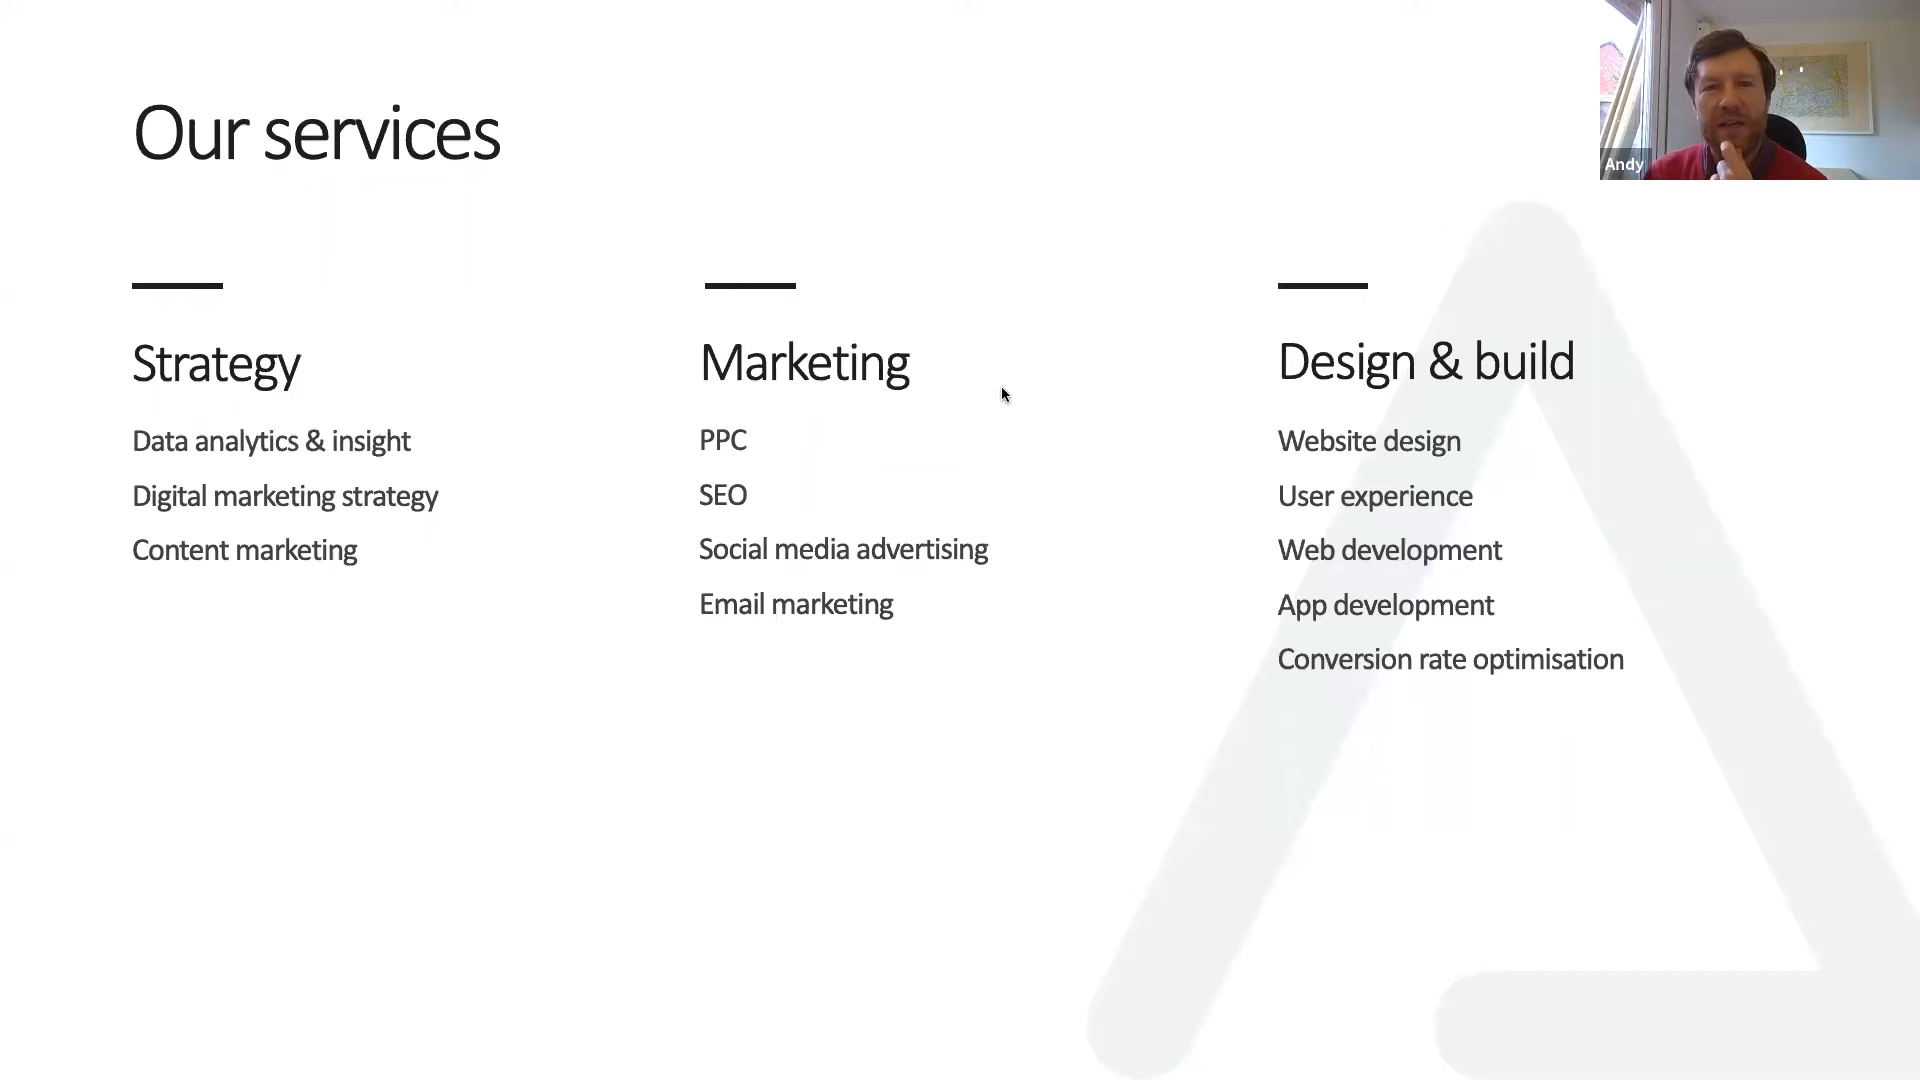 Our services
Andy
Strategy
Data analytics & insight
Digital marketing strategy
Content marketing
Marketing
PPC
SEO
Social media advertising
Email marketing
Design & build
Website design
User experience
Web development
App development
Conversion rate optimisation